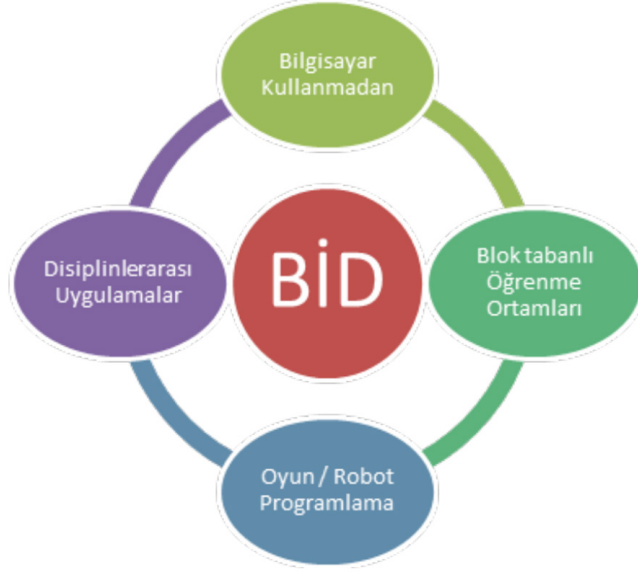 Bilgisayar
Kullanmadan
Disiplinlerarası
Uygulamalar
BİD
Blok tabanlı
Öğrenme
Ortamları
Oyun / Robot
Programlama